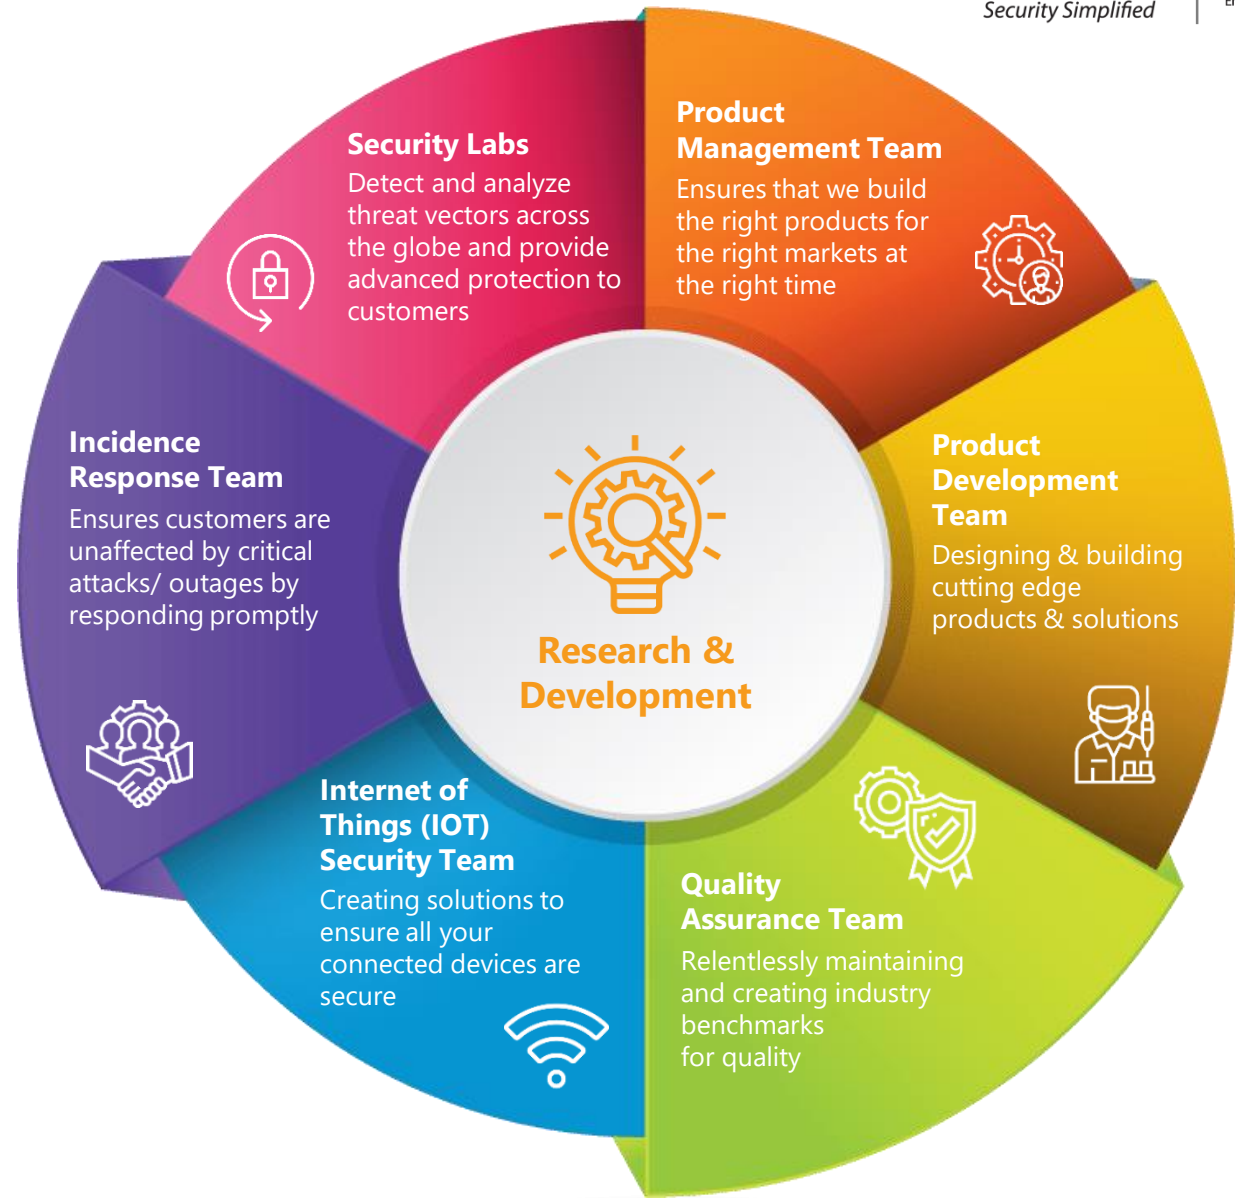 Security Simplified
Security Labs
Detect and analyze
threat vectors across
the globe and provide
advanced protection to
customers
Product
Management Team
Ensures that we build
the right products for
the right markets at
the right time
Product
Development
Team
Designing & building
cutting edge
products & solutions
Quality
Assurance Team
Relentlessly maintaining
and creating industry
benchmarks
for quality
Internet of
Things (IOT)
Security Team
Creating solutions to
ensure all your
connected devices are
secure
Incidence
Response Team
Ensures customers are
unaffected by critical
attacks/ outages by
responding promptly
Research &
Development